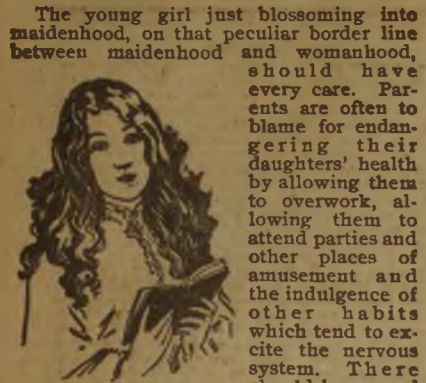 The young girl just blossoming into
maidenhood, on that peculiar border line
between maidenhood and womanhood,
should have
every care. Par-
ents are often to
blame for endan-
gering their
daughters' health
by allowing them
to overwork, al-
lowing them to
attend parties and
other places of
amusement and
the indulgence of
other habits
which tend to ex-
cite the nervous
system. There